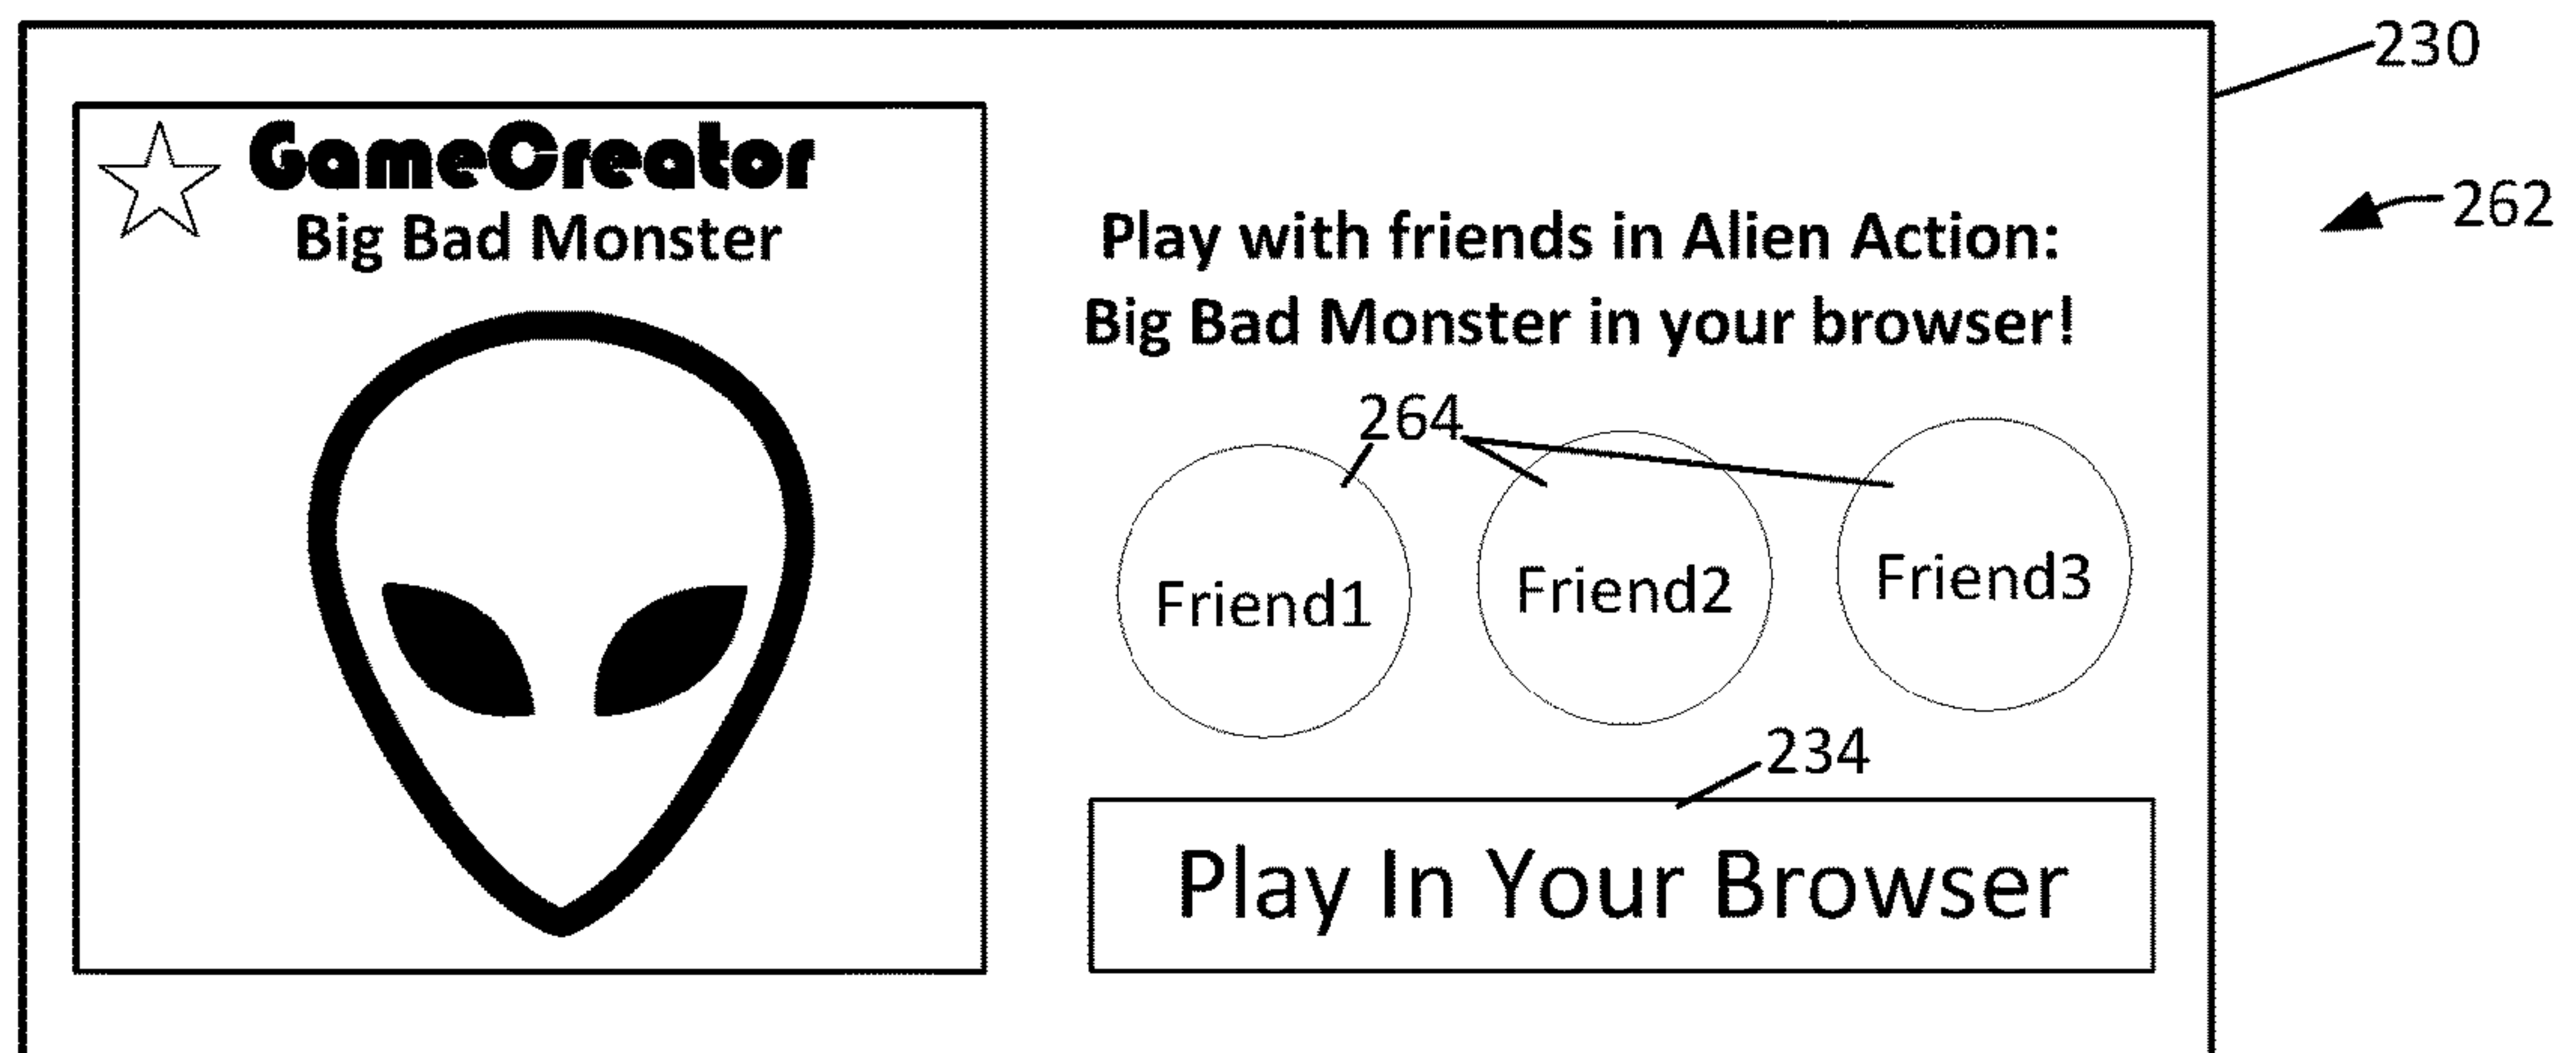 230
262
GameCreator
Big Bad Monster
Play with friends in Alien Action:
Big Bad Monster in your browser!
264
Friend1
Friend2
Friend3
234
Play In Your Browser